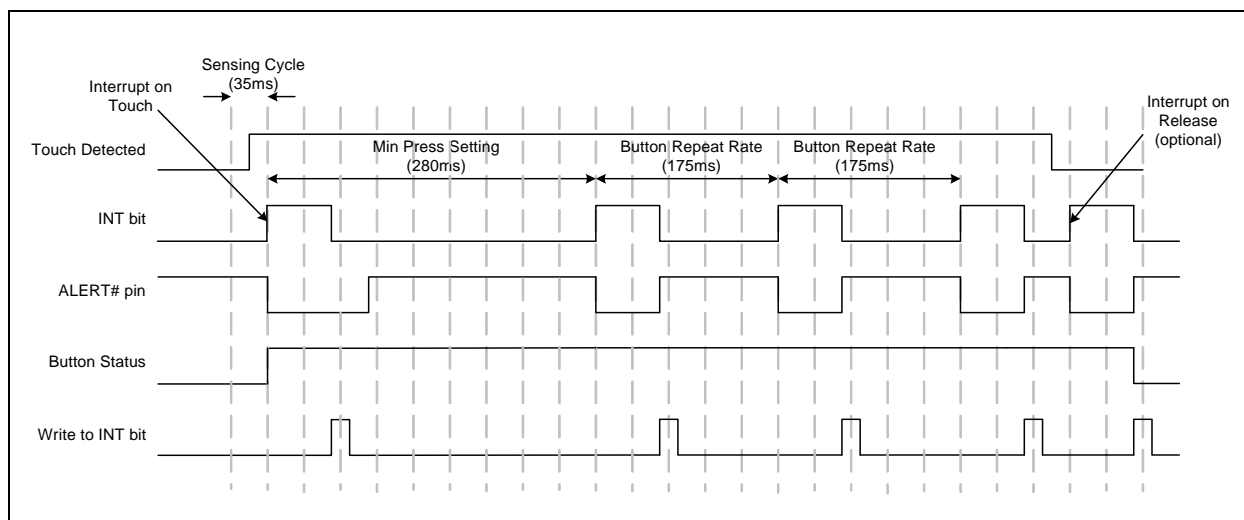 Sensing Cycle
(35ms)
Interrupt on
Touch
Interrupt on
Release
(optional)
Touch Detected
Min Press Setting
(280ms)
Button Repeat Rate
(175ms)
Button Repeat Rate
(175ms)
INT bit
ALERT# pin
Button Status
Write to INT bit